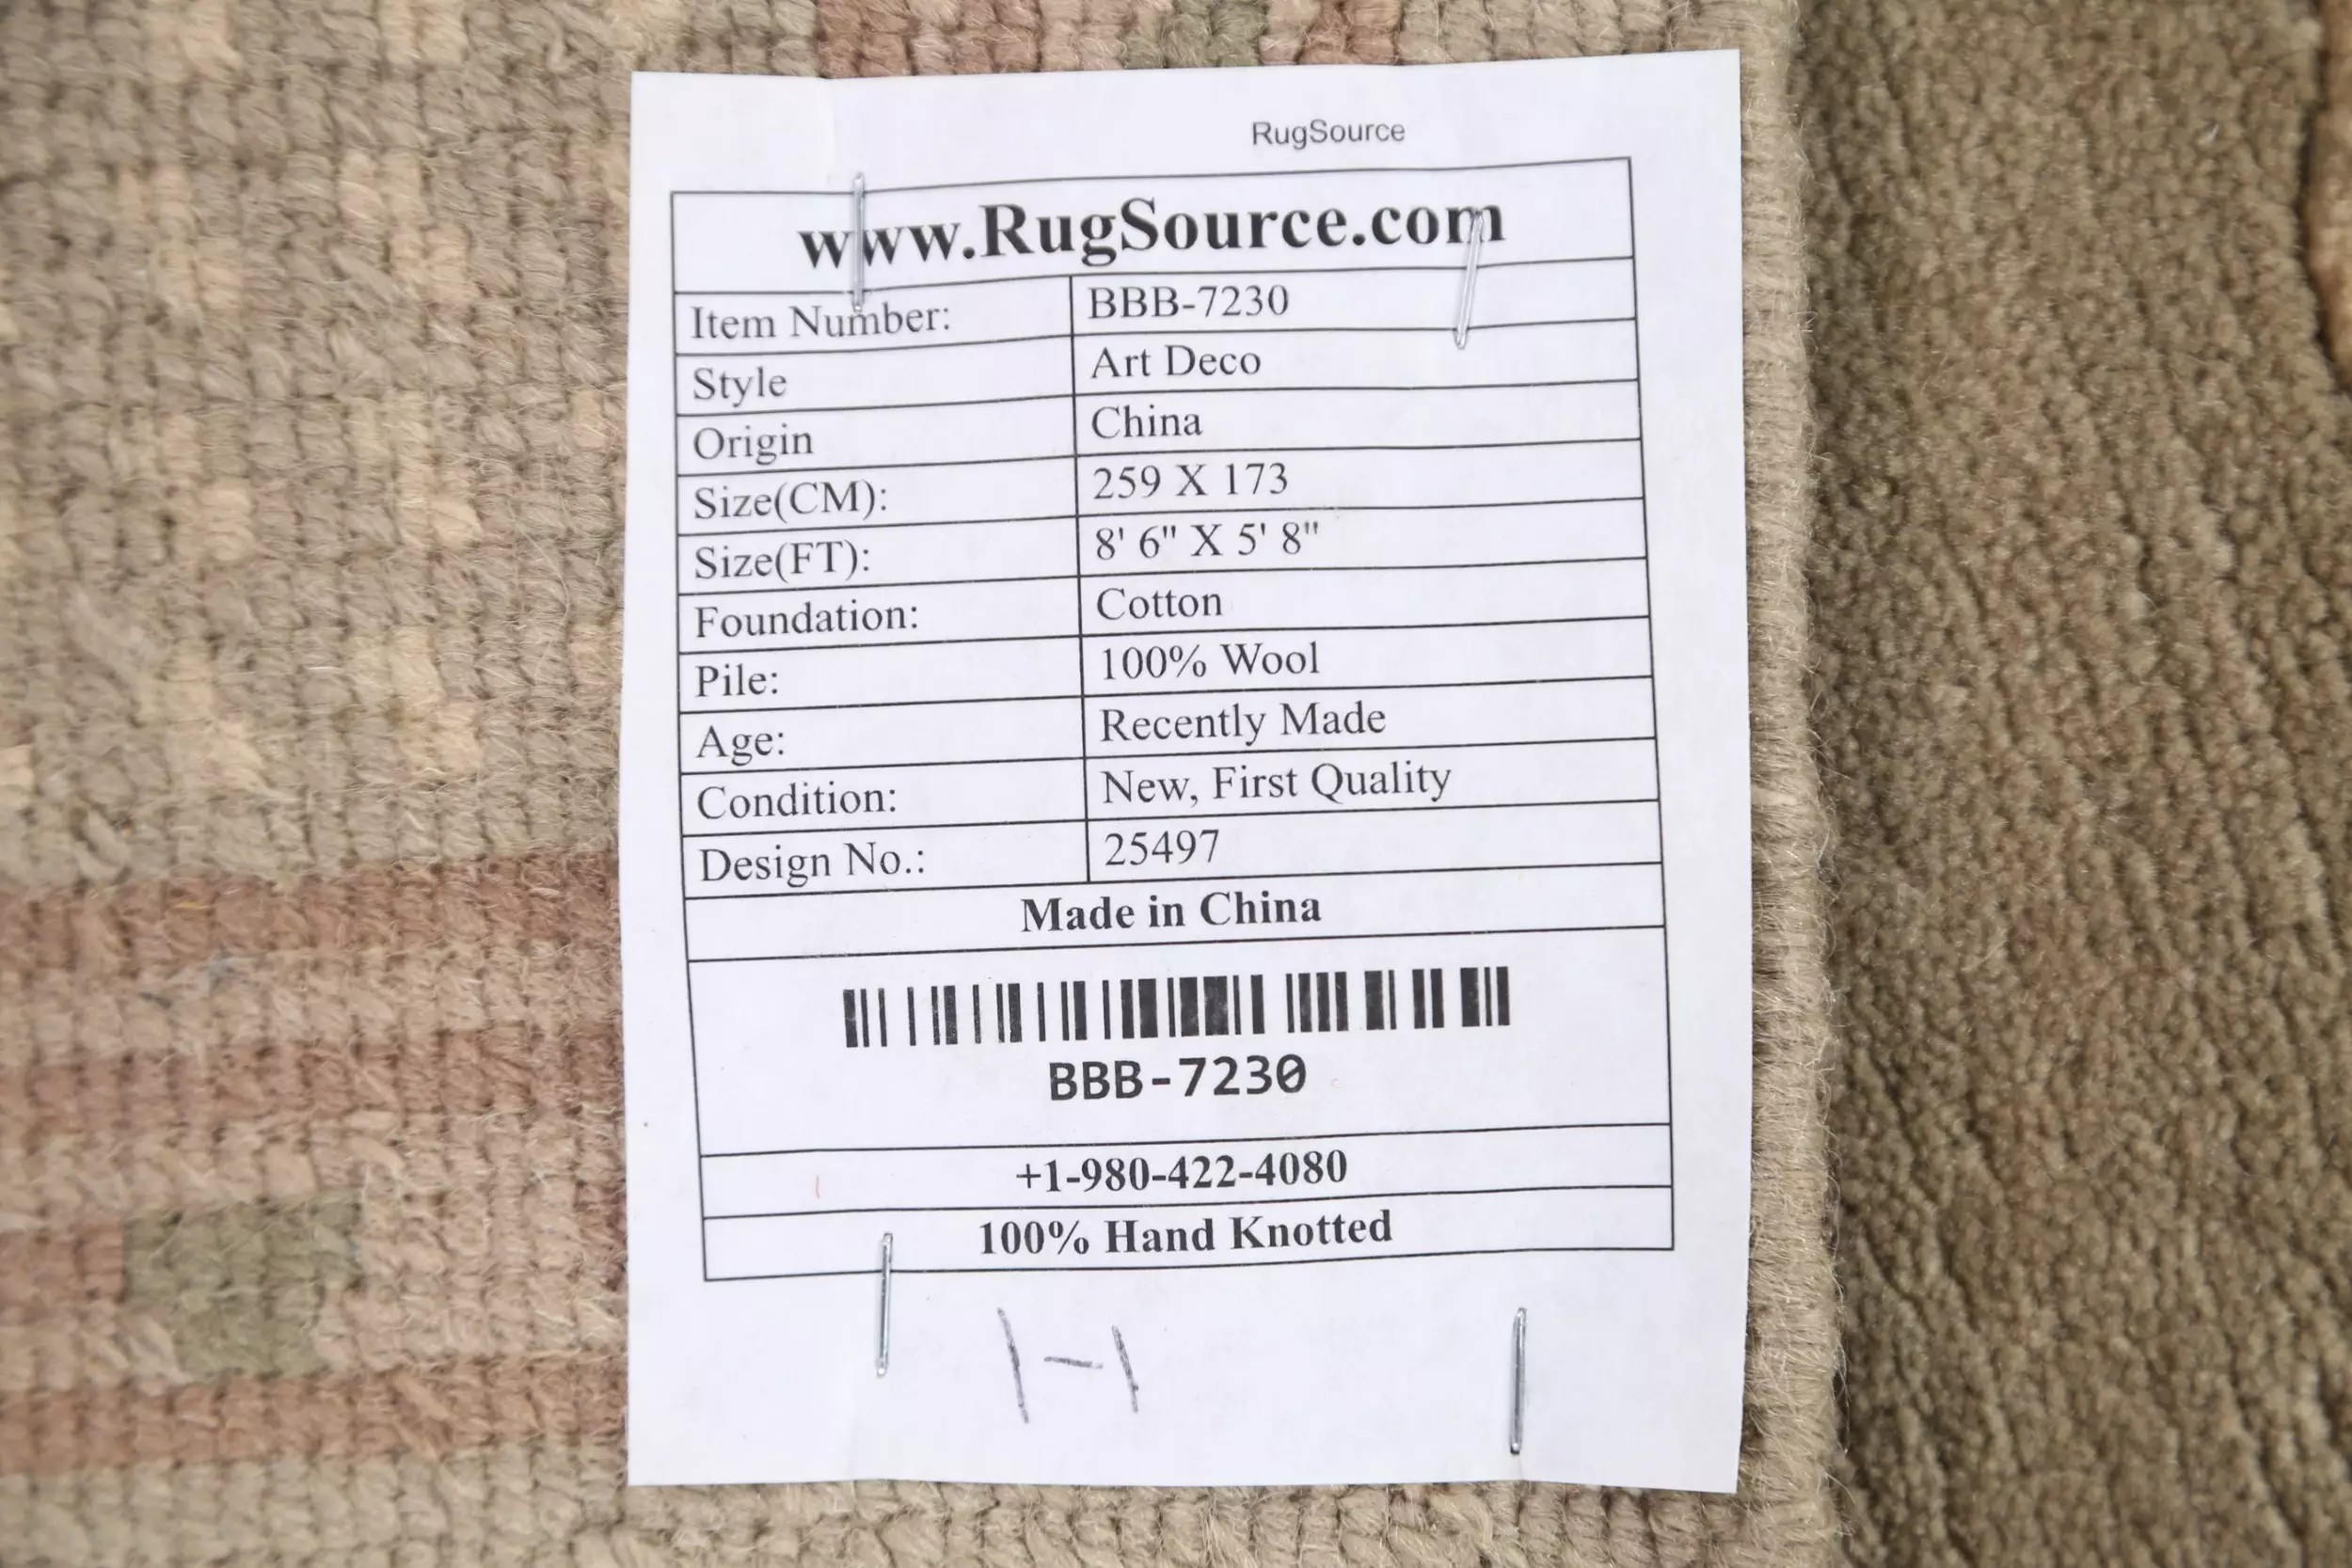 RugSource
www.RugSource.com
Item Number: BBB-7230
Style Art Deco
Origin China
Size(CM): 259 X 173
Size(FT): 8' 6" X 5' 8"
Foundation: Cotton
Pile: 100% Wool
Age: Recently Made
Condition: New, First Quality
Design No.: 25497
Made in China
BBB-7230
+1-980-422-4080
100% Hand Knotted
1-1